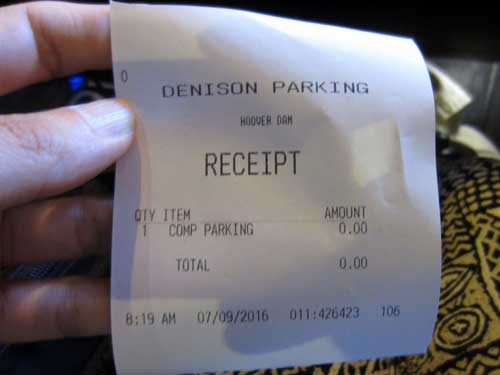 0
DENISON PARKING
HOOVER DAM
RECEIPT
QTY ITEM AMOUNT
1 COMP PARKING 0.00
TOTAL 0.00
8:19 AM 07/09/2016 011:426423 106